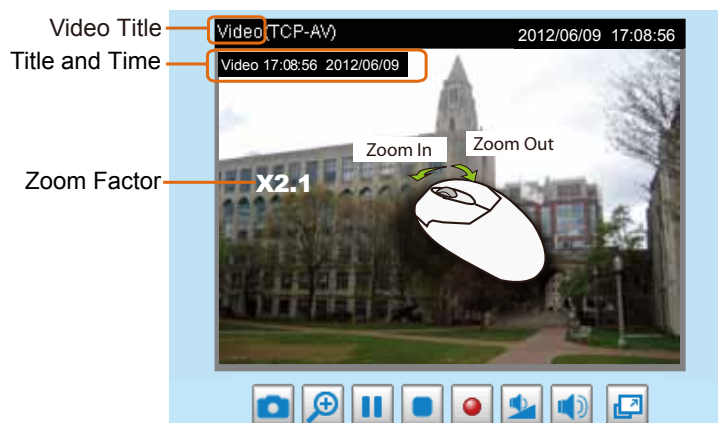 Video Title
Video(TCP-AV) 2012/06/09 17:08:56
Title and Time
Video 17:08:56 2012/06/09
Zoom In
Zoom Out
Zoom Factor
X2.1